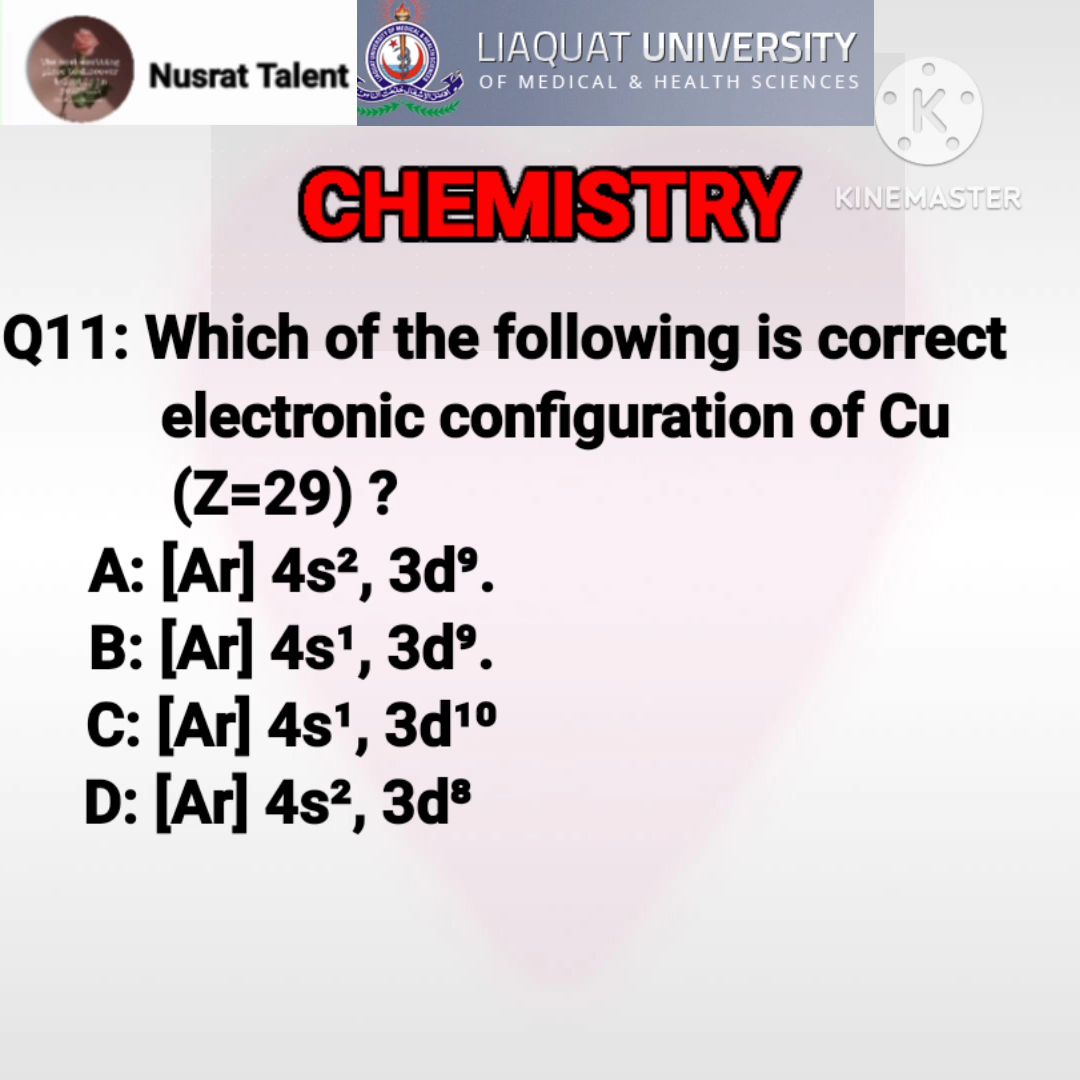 Nusrat Talent
LIAQUAT UNIVERSITY
OF MEDICAL & HEALTH SCIENCES
K
KINEMASTER
CHEMISTRY
Q11: Which of the following is correct
electronic configuration of Cu
(Z=29) ?
A: [Ar] 4s², 3d⁹.
B: [Ar] 4s¹, 3d⁹.
C: [Ar] 4s¹, 3d¹⁰
D: [Ar] 4s², 3d⁸